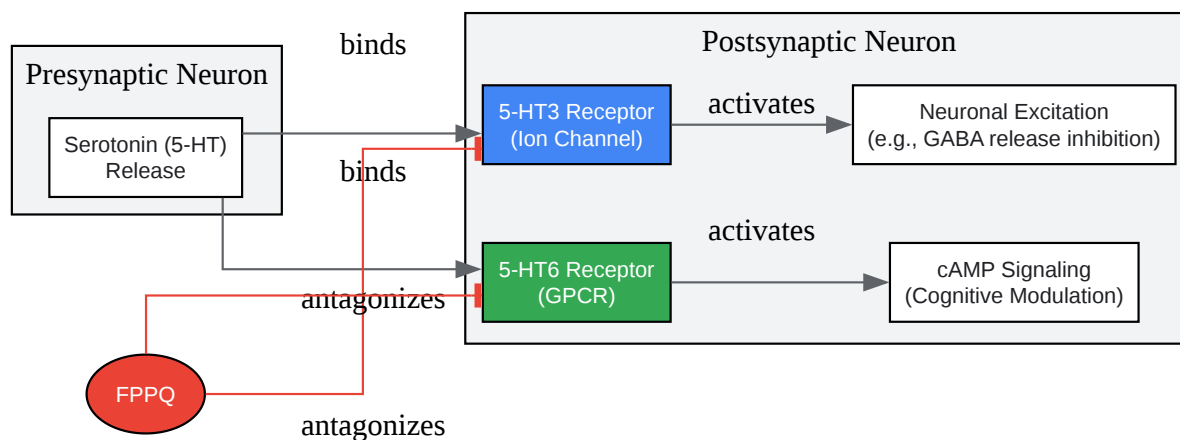 binds
Postsynaptic Neuron
Presynaptic Neuron
5-HT3 Receptor
(Ion Channel)
activates
Neuronal Excitation
(e.g., GABA release inhibition)
Serotonin (5-HT)
Release
binds
activates
5-HT6 Receptor
(GPCR)
cAMP Signaling
(Cognitive Modulation)
antagonizes
FPPQ
antagonizes